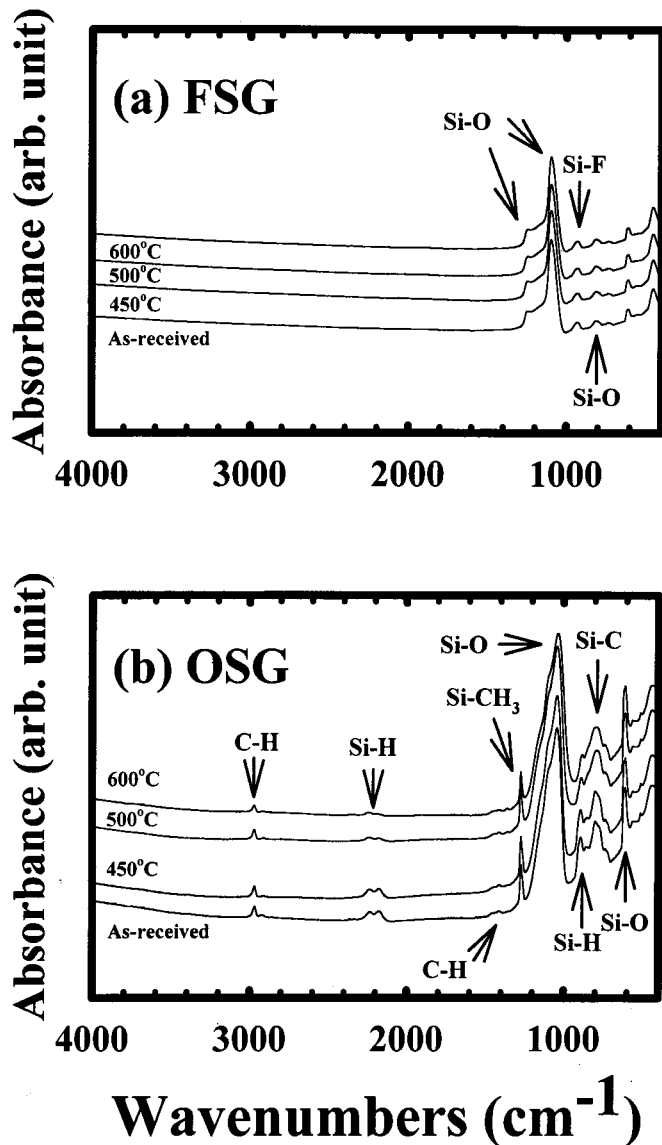 Absorbance (arb. unit)
(a) FSG
Si-O
Si-F
600°C
500°C
450°C
As-received
Si-O
4000
3000
2000
1000
Absorbance (arb. unit)
(b) OSG
Si-O
Si-C
Si-CH₃
C-H
Si-H
600°C
500°C
450°C
As-received
C-H
Si-H
Si-O
4000
3000
2000
1000
Wavenumbers (cm⁻¹)